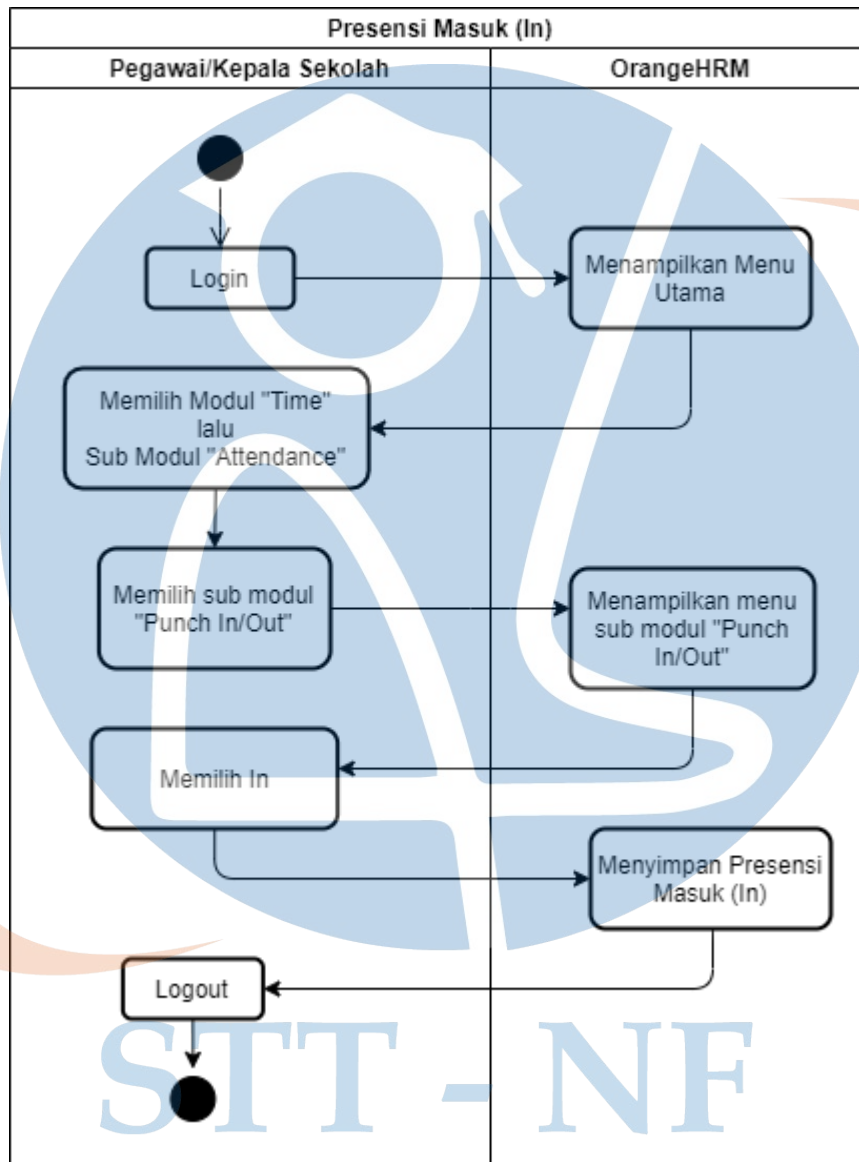 Presensi Masuk (In)
Pegawai/Kepala Sekolah
OrangeHRM
Login
Menampilkan Menu
Utama
Memilih Modul "Time"
lalu
Sub Modul "Attendance"
Memilih sub modul
"Punch In/Out"
Menampilkan menu
sub modul "Punch
In/Out"
Memilih In
Menyimpan Presensi
Masuk (In)
Logout
STT - NF